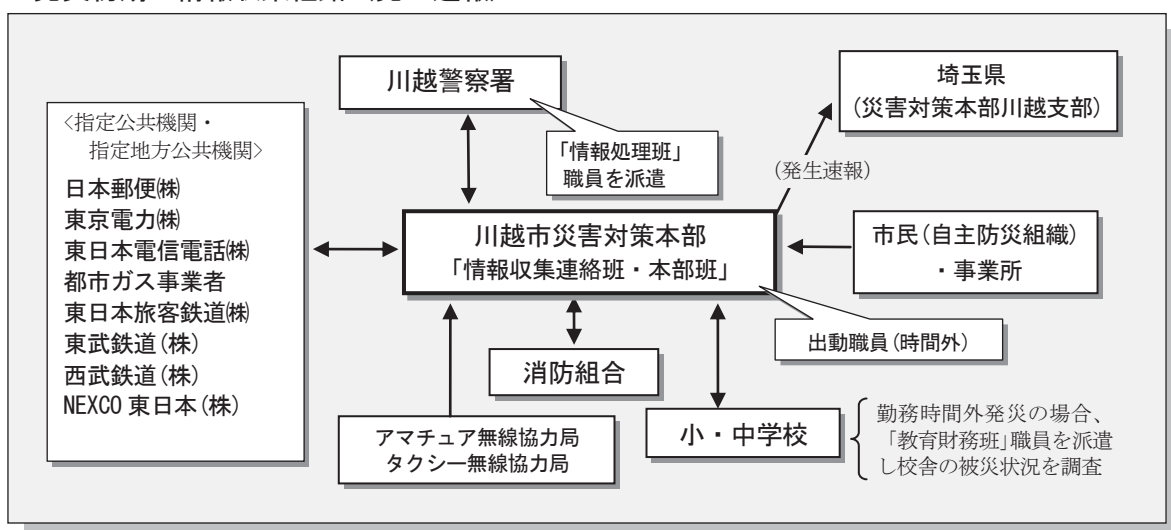 川越警察署
「情報処理班」
職員を派遣
埼玉県
(災害対策本部川越支部)
(発生速報)
<指定公共機関・
指定地方公共機関>
日本郵便㈱
東京電力㈱
東日本電信電話㈱
都市ガス事業者
東日本旅客鉄道㈱
東武鉄道(株)
西武鉄道(株)
NEXCO東日本(株)
川越市災害対策本部
「情報収集連絡班・本部班」
市民(自主防災組織)
・事業所
出動職員(時間外)
消防組合
アマチュア無線協力局
タクシー無線協力局
小・中学校
勤務時間外発災の場合、
「教育財務班」職員を派遣
し校舎の被災状況を調査